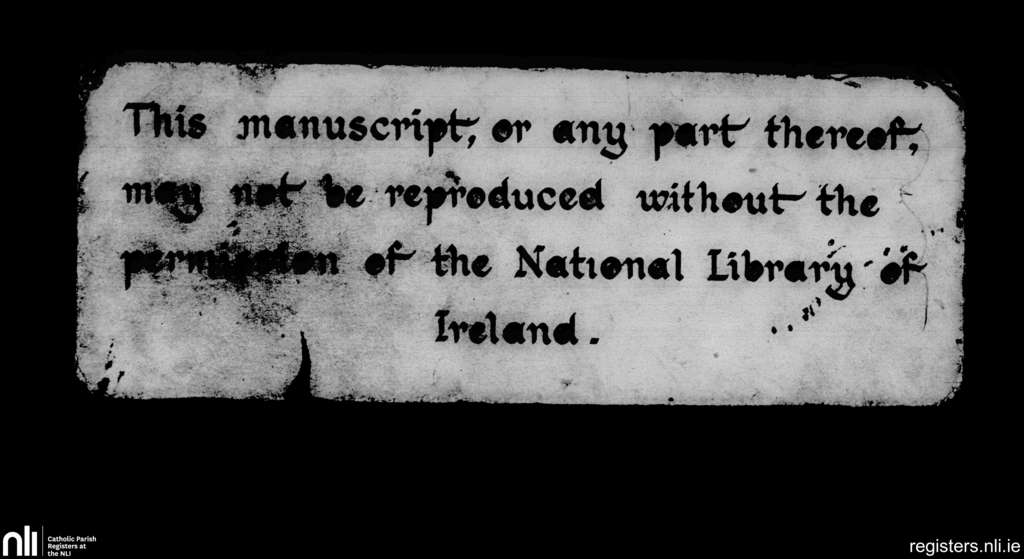 This manuscript, or any part thereof,
may not be reproduced without the
permission of the National Library of
Ireland.
nli
Catholic Parish
Registers at
the NLI
registers.nli.ie